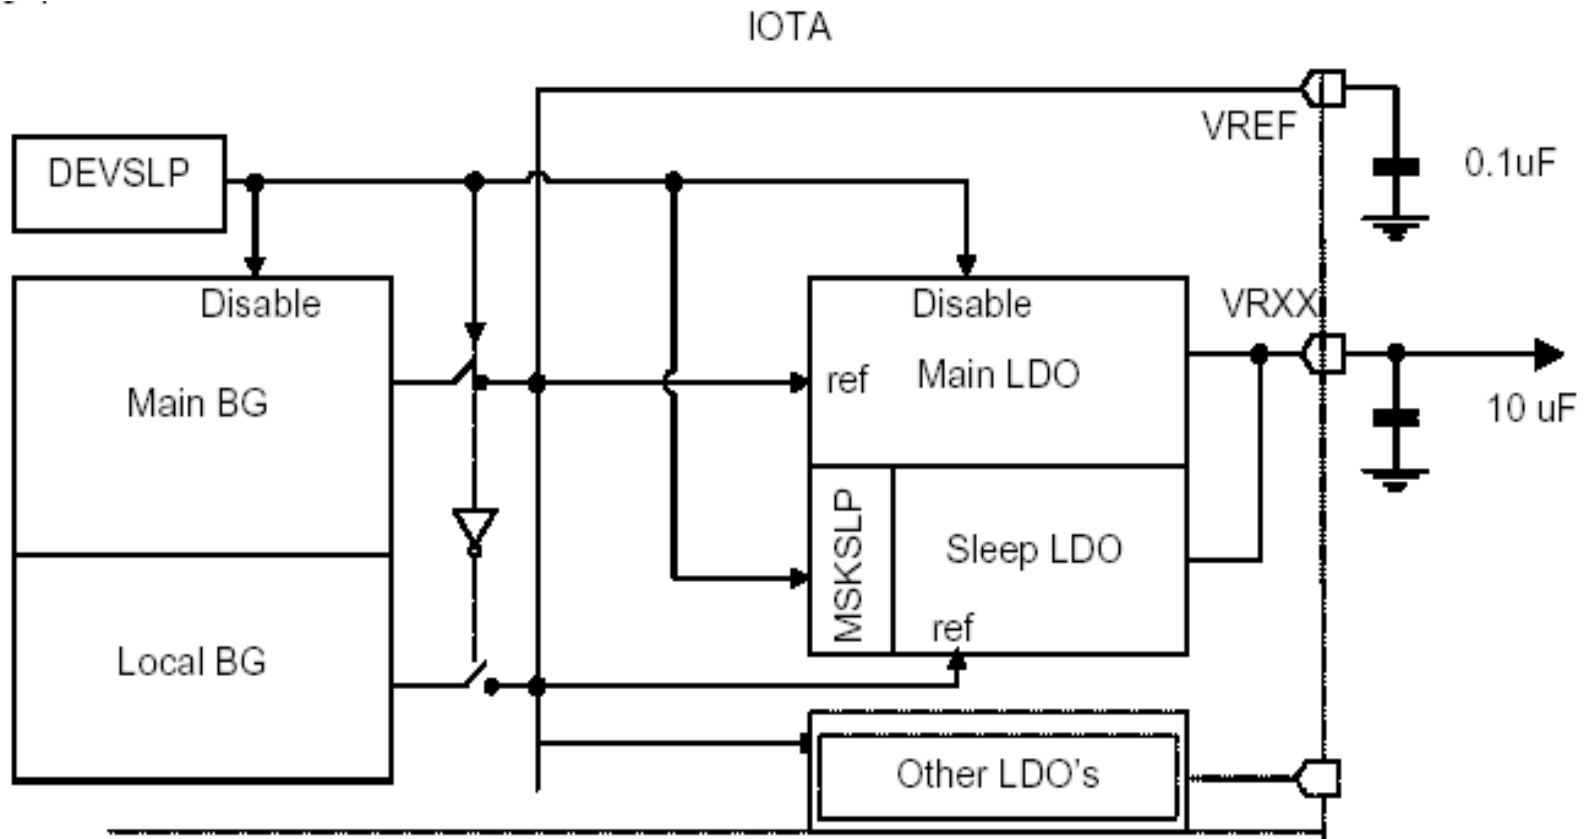 IOTA
VREF
DEVSLP
0.1uF
Disable
Disable
VRXX
Main BG
ref
Main LDO
10 uF
MSKSLP
Sleep LDO
ref
Local BG
Other LDO's